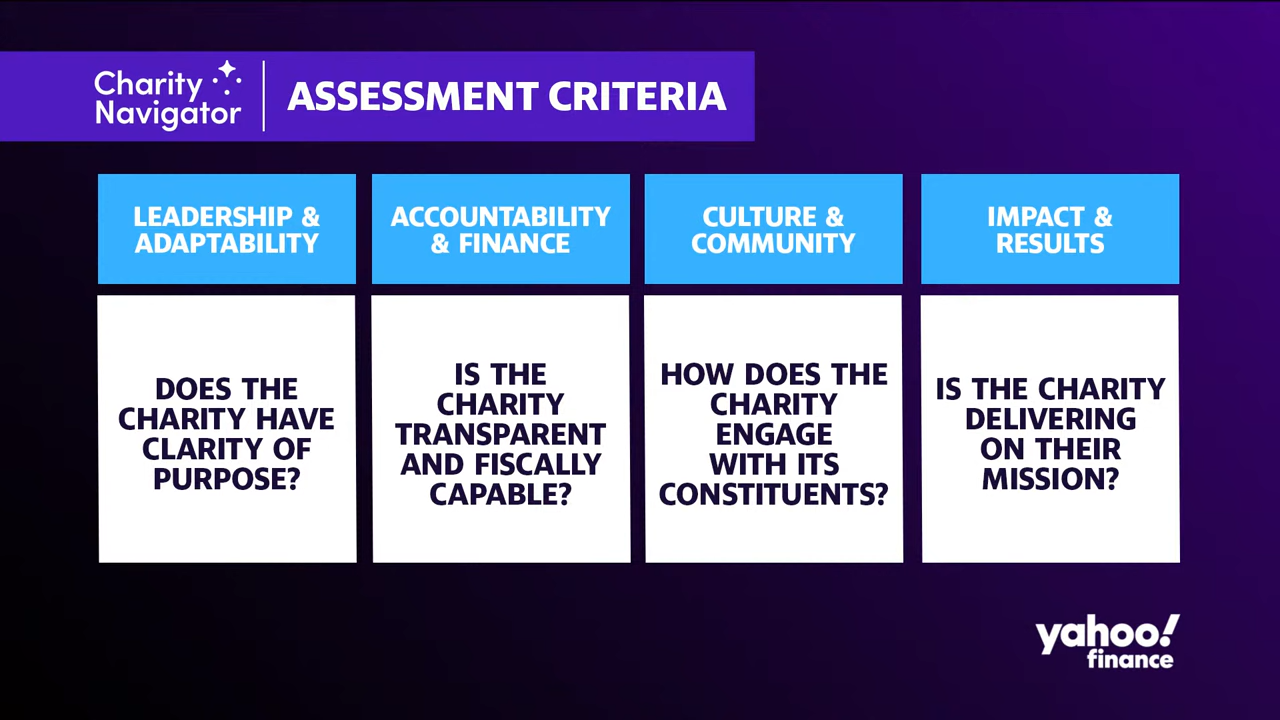 Charity
Navigator
ASSESSMENT CRITERIA
LEADERSHIP &
ADAPTABILITY
DOES THE
CHARITY HAVE
CLARITY OF
PURPOSE?
ACCOUNTABILITY
& FINANCE
IS THE
CHARITY
TRANSPARENT
AND FISCALLY
CAPABLE?
CULTURE &
COMMUNITY
HOW DOES THE
CHARITY
ENGAGE
WITH ITS
CONSTITUENTS?
IMPACT &
RESULTS
IS THE CHARITY
DELIVERING
ON THEIR
MISSION?
yahoo!
finance